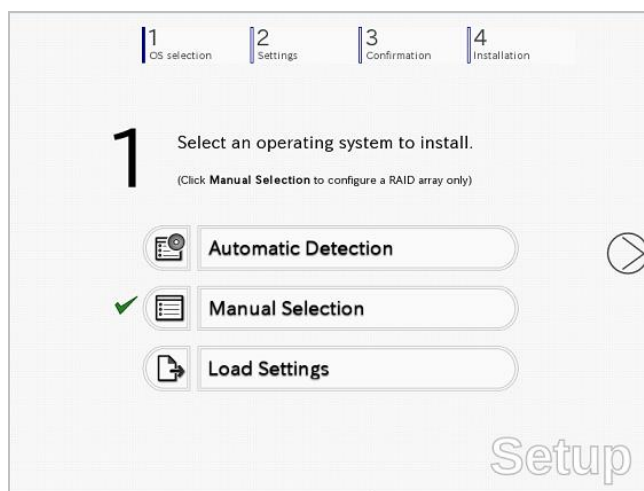 1 2 3 4
OS selection Settings Confirmation Installation
1 Select an operating system to install.
(Click Manual Selection to configure a RAID array only)
Automatic Detection
Manual Selection
Load Settings
Setup